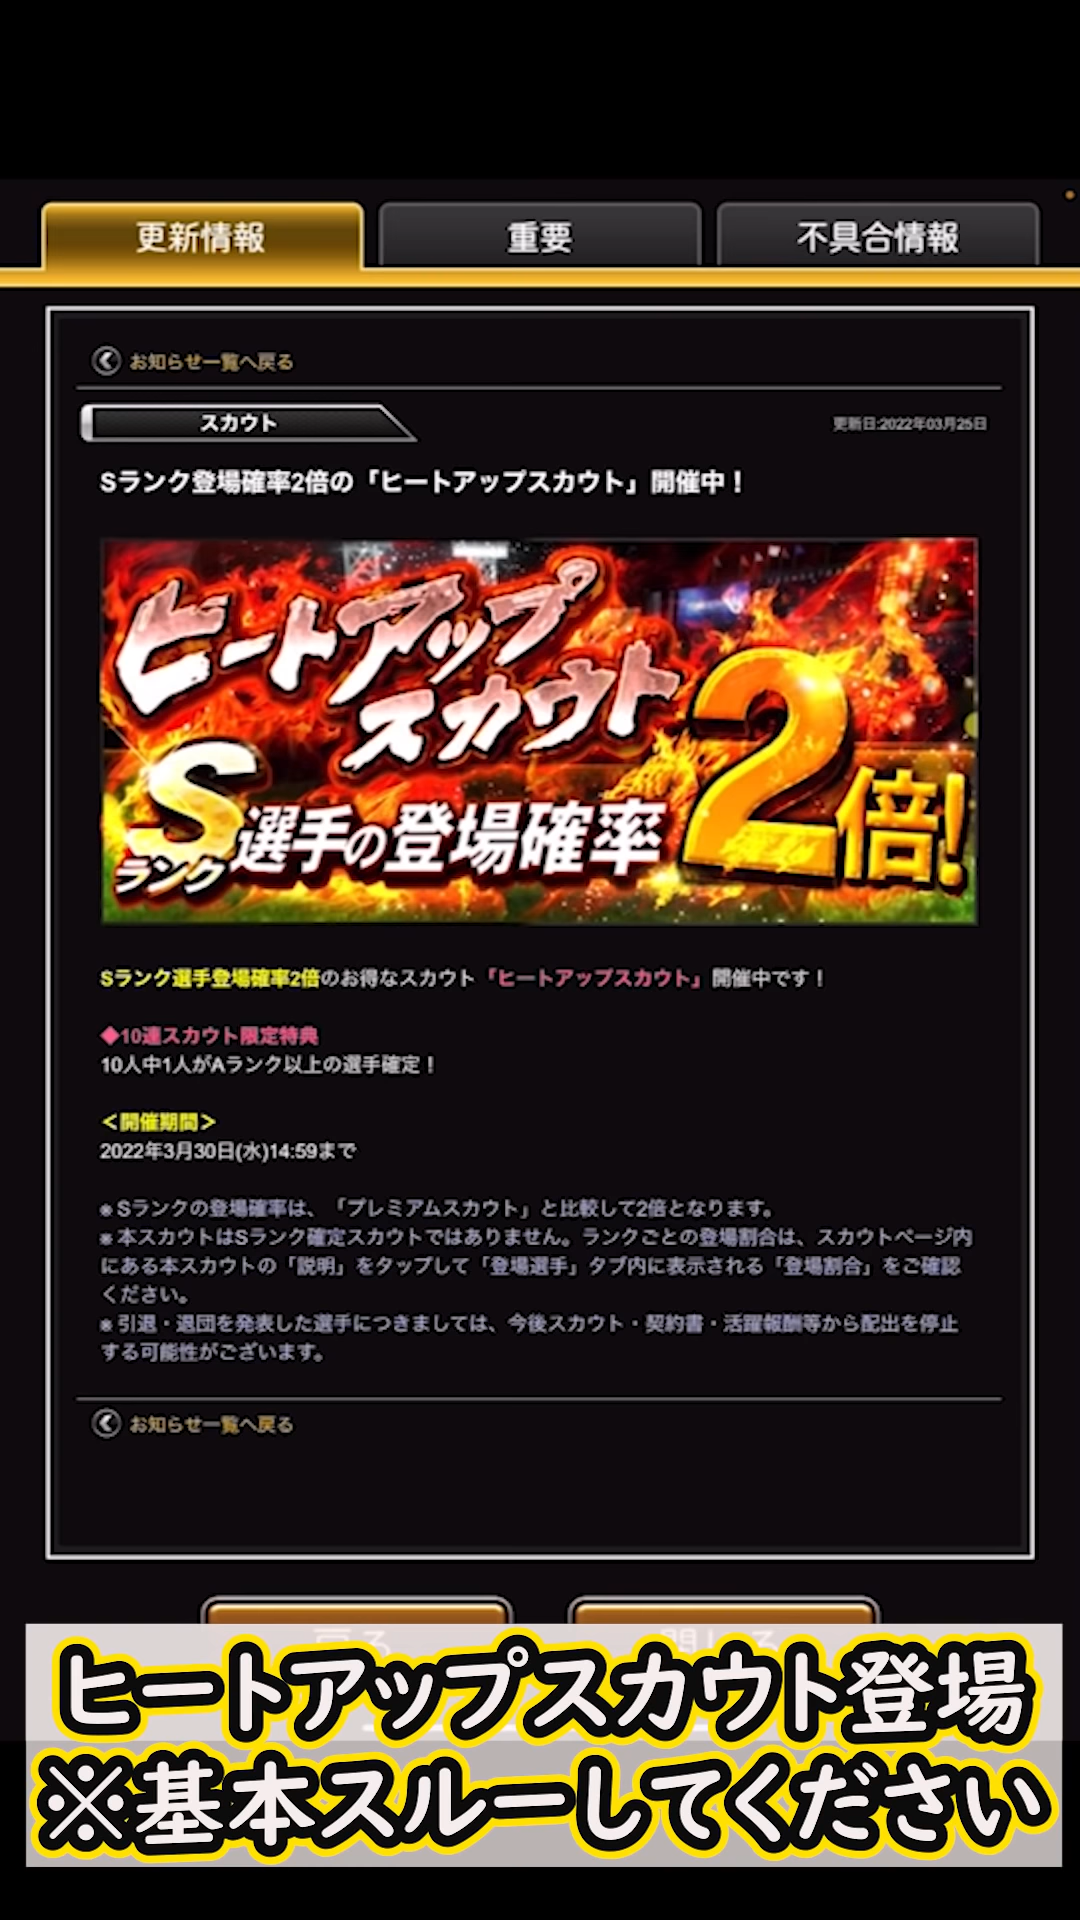 更新情報
重要
不具合情報
お知らせ一覧へ戻る
スカウト
更新日:2022年03月25日
Sランク登場確率2倍の「ヒートアップスカウト」開催中！
ヒートアップ
スカウト
Sランク選手の登場確率2倍!
Sランク選手登場確率2倍のお得なスカウト「ヒートアップスカウト」開催中です！
◆10連スカウト限定特典
10人中1人がAランク以上の選手確定！
＜開催期間＞
2022年3月30日(水)14:59まで
※Sランクの登場確率は、「プレミアムスカウト」と比較して2倍となります。
※本スカウトはSランク確定スカウトではありません。ランクごとの登場割合は、スカウトページ内
にある本スカウトの「説明」をタップして「登場選手」タブ内に表示される「登場割合」をご確認
ください。
※引退・退団を発表した選手につきましては、今後スカウト・契約書・活躍報酬等から配出を停止
する可能性がございます。
お知らせ一覧へ戻る
戻る
閉じる
ヒートアップスカウト登場
※基本スルーしてください